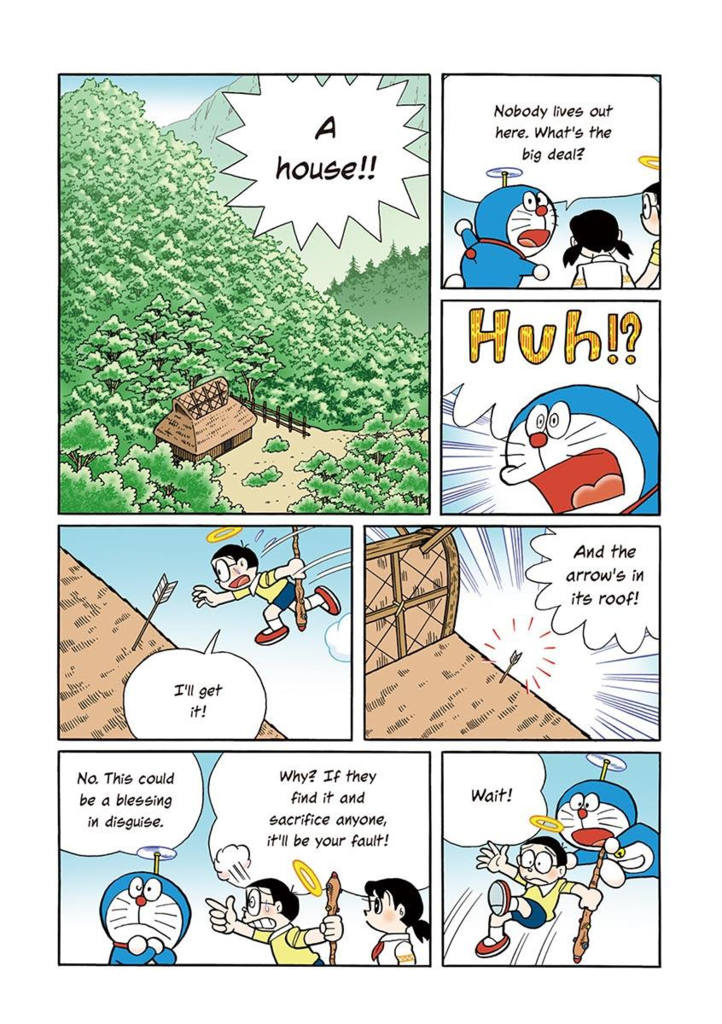 Nobody lives out
here. What's the
big deal?
Huh!?
A
house!!
And the
arrow's in
its roof!
I'll get
it!
Wait!
Why? If they
find it and
sacrifice anyone,
it'll be your fault!
No. This could
be a blessing
in disguise.